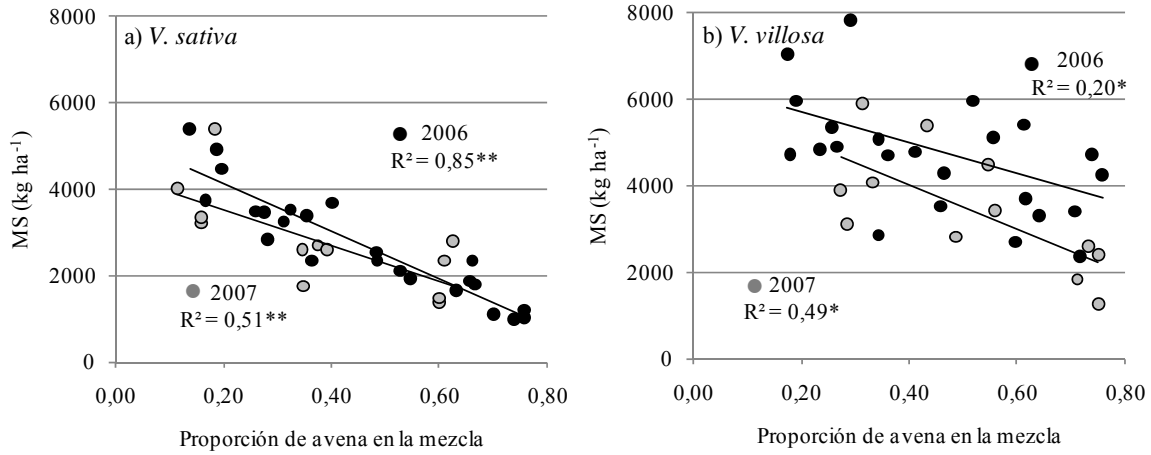 a) V. sativa
MS (kg ha⁻¹)
8000
6000
4000
2000
0
2006
R² = 0,85**
2007
R² = 0,51**
0,00 0,20 0,40 0,60 0,80
Proporción de avena en la mezcla
b) V. villosa
MS (kg ha⁻¹)
8000
6000
4000
2000
0
2006
R² = 0,20*
2007
R² = 0,49*
0,00 0,20 0,40 0,60 0,80
Proporción de avena en la mezcla